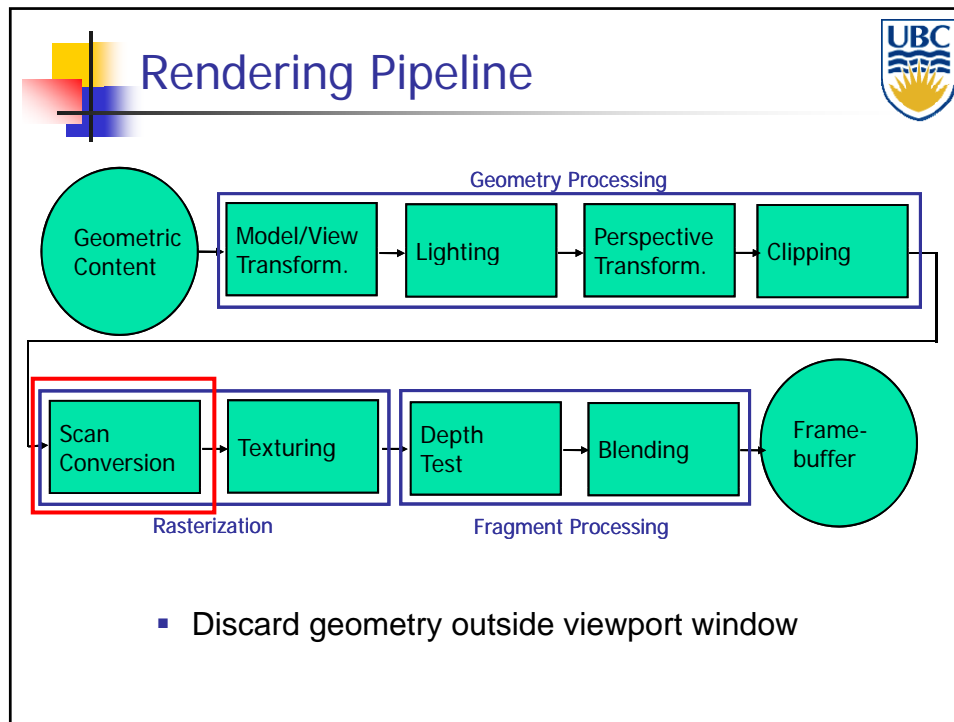 Rendering Pipeline
UBC
Geometry Processing
Geometric
Content
Model/View
Transform.
Lighting
Perspective
Transform.
Clipping
Scan
Conversion
Texturing
Depth
Test
Blending
Frame-
buffer
Rasterization
Fragment Processing
▪ Discard geometry outside viewport window